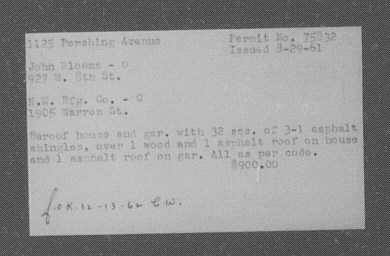 1125 Pershing Avenue Permit No. 75832
Issued 8-29-61
John Blooms - O
927 W. 8th St.
N.W. Rfg. Co. - C
1905 Warren St.
Reroof house and gar. with 32 sqs. of 3-1 asphalt
shingles, over 1 wood and 1 asphalt roof on house
and 1 asphalt roof on gar. All as per code.
$900.00
OK 12-13-62 C.W.